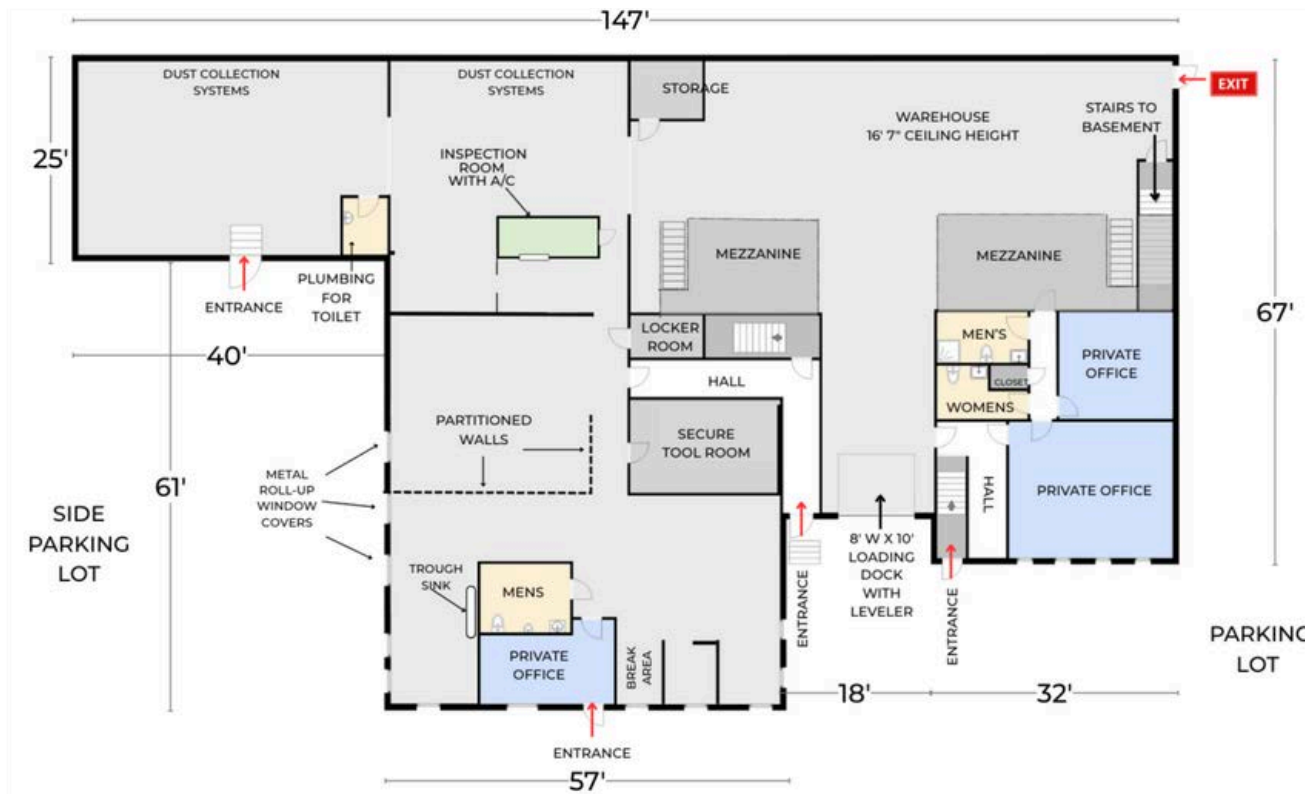 147'
DUST COLLECTION
SYSTEMS
DUST COLLECTION
SYSTEMS
STORAGE
EXIT
WAREHOUSE
16' 7" CEILING HEIGHT
STAIRS TO
BASEMENT
25'
INSPECTION
ROOM
WITH A/C
MEZZANINE
MEZZANINE
ENTRANCE
PLUMBING
FOR
TOILET
67'
40'
LOCKER
ROOM
MEN'S
PRIVATE
OFFICE
HALL
CLOSET
WOMENS
PARTITIONED
WALLS
SECURE
TOOL ROOM
61'
METAL
ROLL-UP
WINDOW
COVERS
SIDE
PARKING
LOT
HALL
PRIVATE OFFICE
8' W X 10'
LOADING
DOCK
WITH
LEVELER
TROUGH
SINK
MENS
ENTRANCE
ENTRANCE
PRIVATE
OFFICE
BREAK
AREA
PARKING
LOT
18'
32'
ENTRANCE
57'